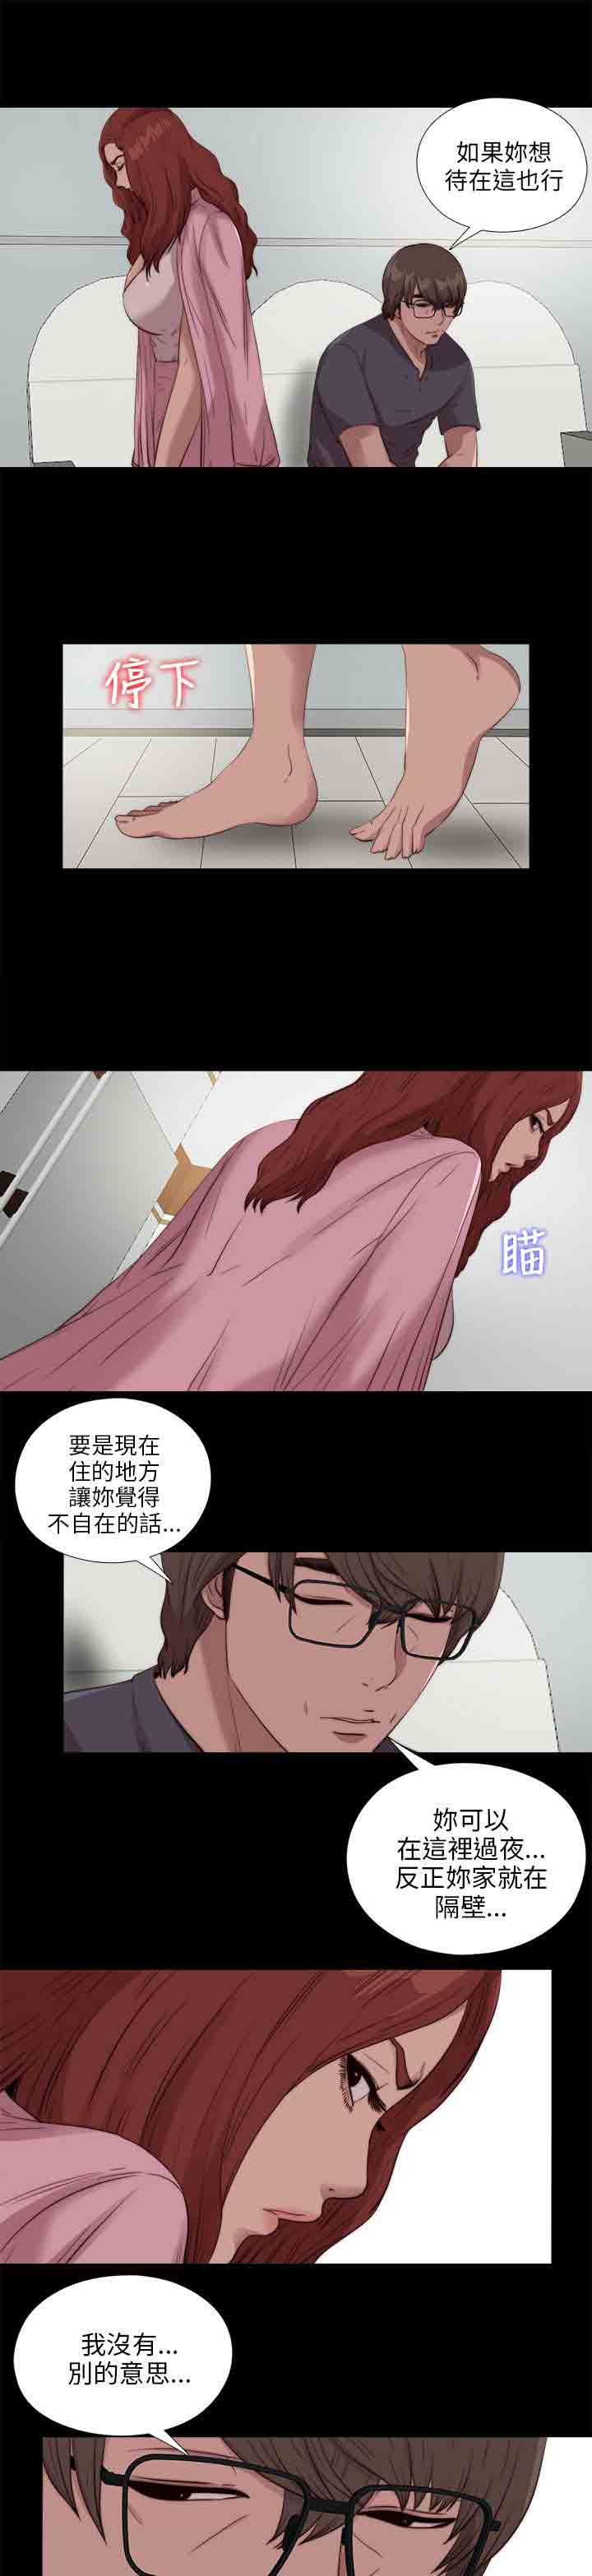 如果妳想
待在這也行
停下
瞄
要是現在
住的地方
讓妳覺得
不自在的話...
妳可以
在這裡過夜...
反正妳家就在
隔壁...
我沒有...
別的意思...